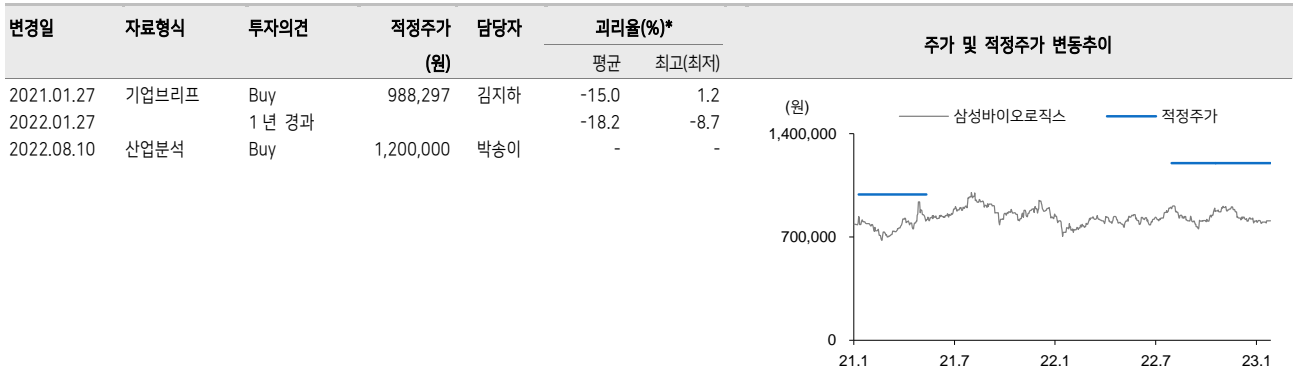 변경일 자료형식 투자의견 적정주가 담당자 괴리율(%)* 주가 및 적정주가 변동추이
(원) 평균 최고(최저)
2021.01.27 기업브리프 Buy 988,297 김지하 -15.0 1.2
2022.01.27 1년 경과 -18.2 -8.7
2022.08.10 산업분석 Buy 1,200,000 박송이 - -
(원) 삼성바이오로직스 적정주가
1,400,000
700,000
0
21.1 21.7 22.1 22.7 23.1